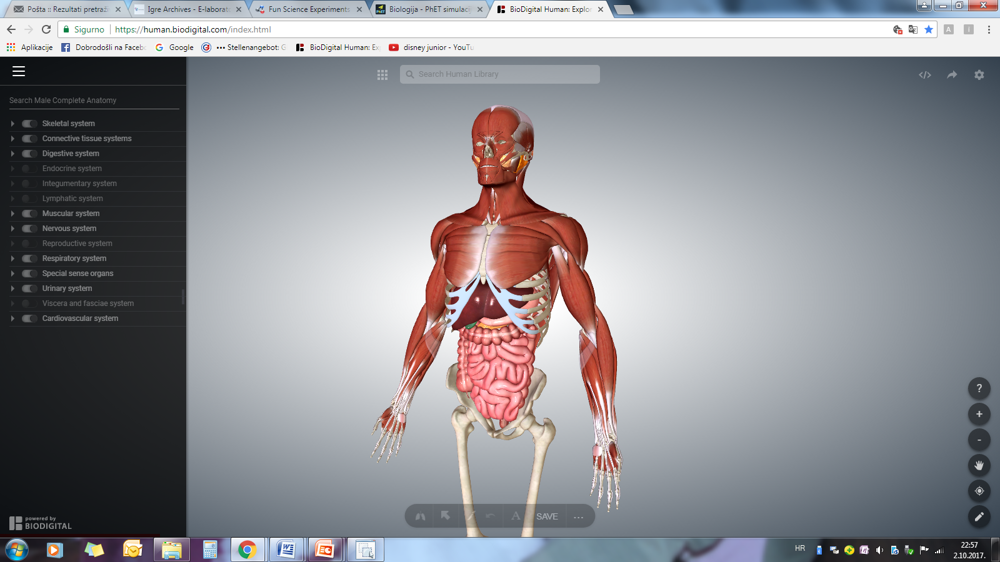 Pošta :: Rezultati pretraži
Igre Archives - E-laborat
Fun Science Experiments
Biologija - PhET simulacij
BioDigital Human: Explor
Sigurno
https://human.biodigital.com/index.html
Aplikacije
Dobrodošli na Facebo
Google
••• Stellenangebot: G
BioDigital Human: Ex
disney junior - YouTu
Search Human Library
Search Male Complete Anatomy
Skeletal system
Connective tissue systems
Digestive system
Endocrine system
Integumentary system
Lymphatic system
Muscular system
Nervous system
Reproductive system
Respiratory system
Special sense organs
Urinary system
Viscera and fasciae system
Cardiovascular system
?
+
-
A SAVE ...
powered by
BIODIGITAL
HR
22:57
2.10.2017.